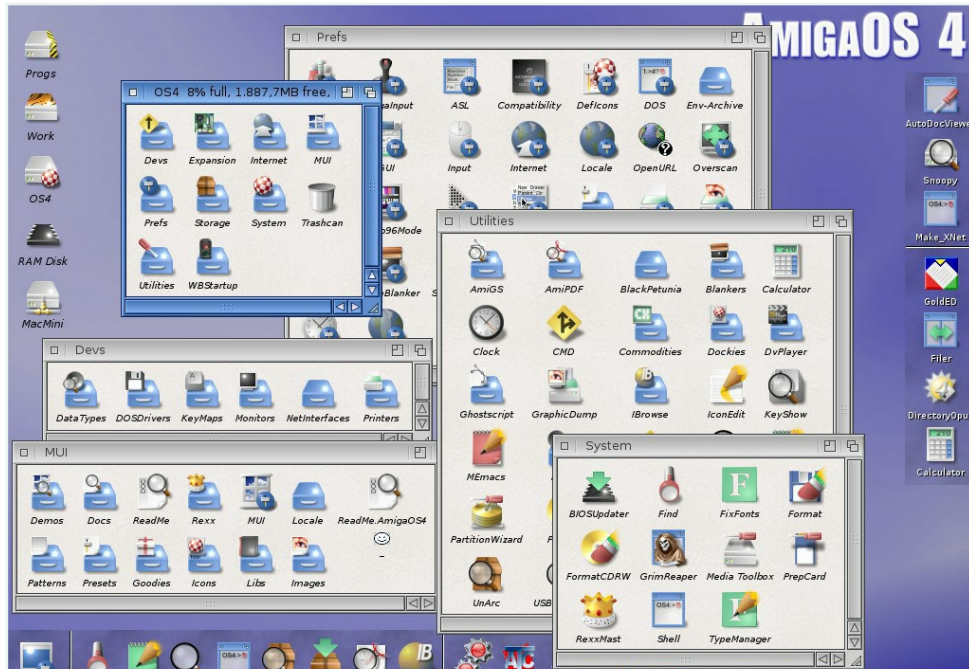 AMIGAOS 4
Progs
Work
OS4
RAM Disk
MacMini
Prefs
ASL Compatibility DefIcons DOS Env-Archive
GUI Input Internet Locale OpenURL Overscan
OS4 8% full, 1.887,7MB free,
Devs Expansion Internet MUI
Prefs Storage System Trashcan
Utilities WBStartup
Utilities
AmiGS AmiPDF BlackPetunia Blankers Calculator
Clock CMD Commodities Dockies DvPlayer
Ghostscript GraphicDump IBrowse IconEdit KeyShow
MEmacs
PartitionWizard
UnArc
Devs
DataTypes DOSDrivers KeyMaps Monitors NetInterfaces Printers
MUI
Demos Docs ReadMe Rexx MUI Locale ReadMe.AmigaOS4
Patterns Presets Goodies Icons Libs Images
System
BIOSUpdater Find FixFonts Format
FormatCDRW GrimReaper Media Toolbox PrepCard
RexxMast Shell TypeManager
AutoDocViewe
Snoopy
Make_XNet
GoldED
Filer
DirectoryOpu
Calculator